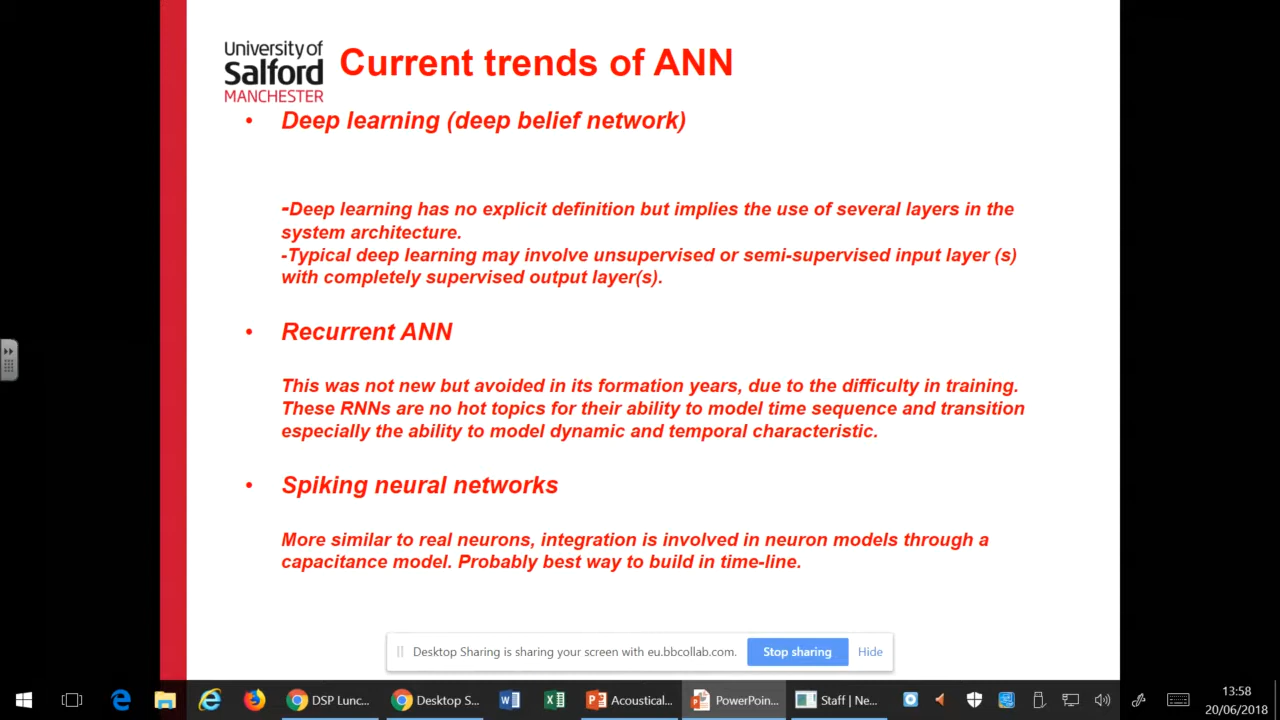 University of
Salford
MANCHESTER
Current trends of ANN
• Deep learning (deep belief network)
-Deep learning has no explicit definition but implies the use of several layers in the
system architecture.
-Typical deep learning may involve unsupervised or semi-supervised input layer (s)
with completely supervised output layer(s).
• Recurrent ANN
This was not new but avoided in its formation years, due to the difficulty in training.
These RNNs are no hot topics for their ability to model time sequence and transition
especially the ability to model dynamic and temporal characteristic.
• Spiking neural networks
More similar to real neurons, integration is involved in neuron models through a
capacitance model. Probably best way to build in time-line.
Desktop Sharing is sharing your screen with eu.bbcollab.com. Stop sharing Hide
DSP Lunc... Desktop S... Acoustical... PowerPoin... Staff | Ne... 13:58
20/06/2018